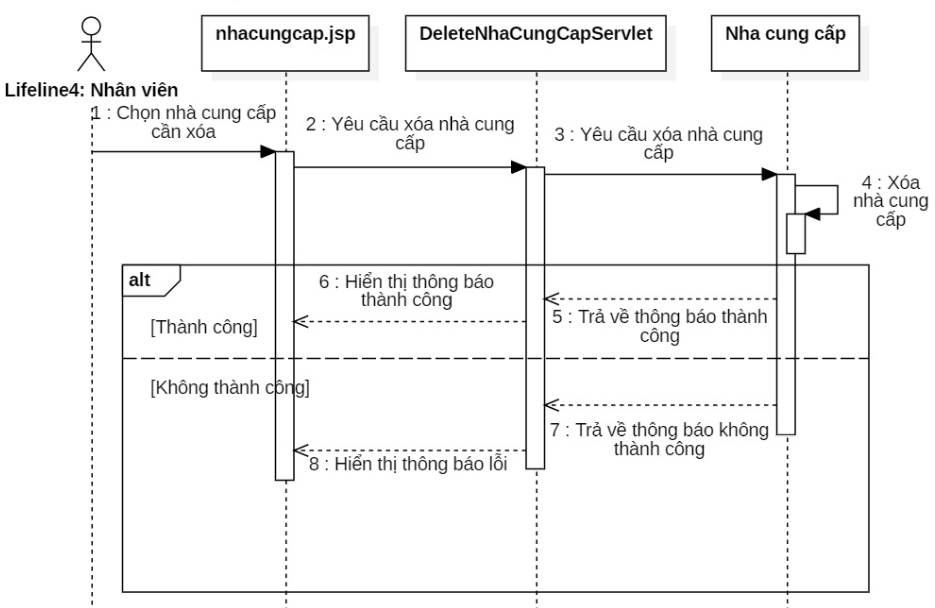 nhacungcap.jsp
DeleteNhaCungCapServlet
Nha cung cấp
Lifeline4: Nhân viên
1 : Chọn nhà cung cấp
cần xóa
2 : Yêu cầu xóa nhà cung
cấp
3 : Yêu cầu xóa nhà cung
cấp
4 : Xóa
nhà cung
cấp
alt
6 : Hiển thị thông báo
thành công
[Thành công]
5 : Trả về thông báo thành
công
[Không thành công]
7 : Trả về thông báo không
thành công
8 : Hiển thị thông báo lỗi